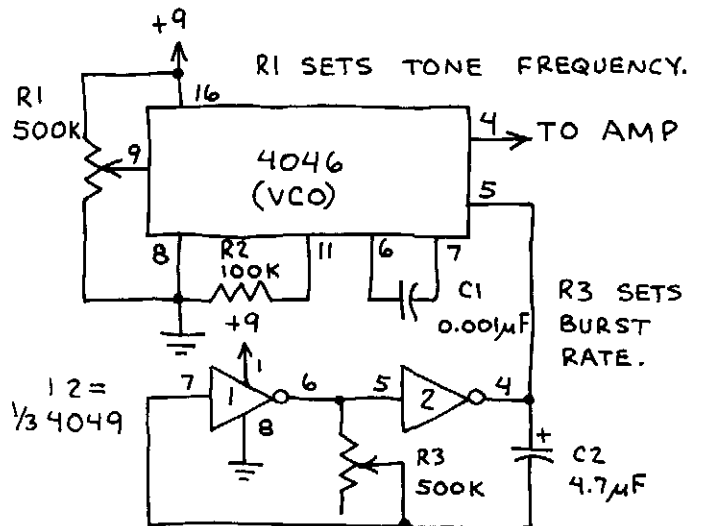 +9
R1 SETS TONE FREQUENCY.
R1
500K
16
9
4046
(VCO)
4
TO AMP
5
8
R2
100K
11
6
7
C1
0.001µF
R3 SETS
BURST
RATE.
+9
1
1 2 =
1/3 4049
7
1
6
8
5
2
4
R3
500K
+
C2
4.7µF